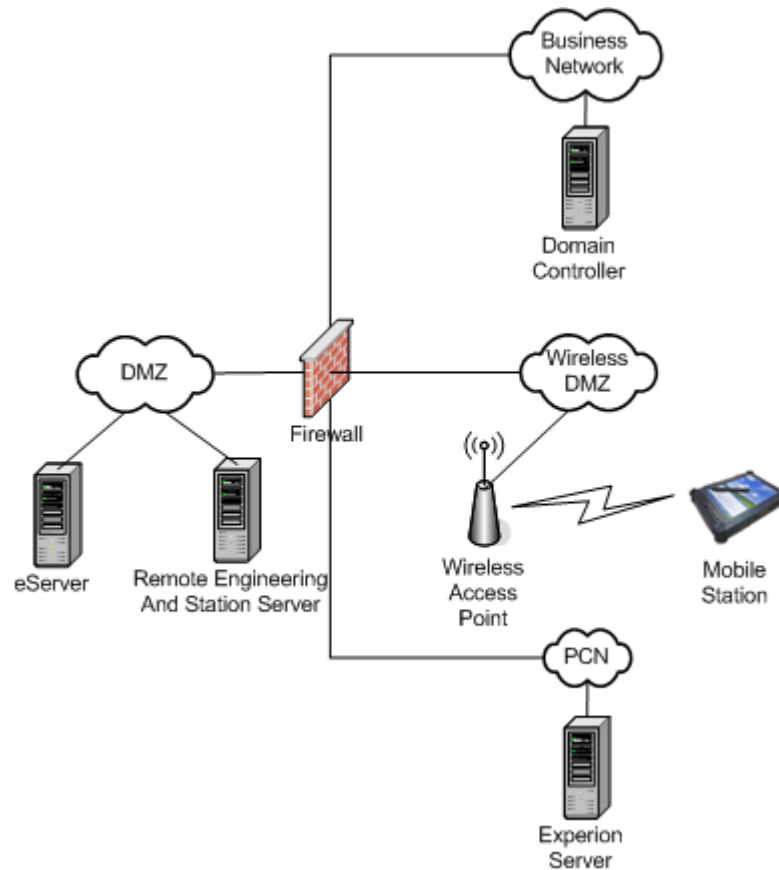 Business
Network
Domain
Controller
DMZ
Wireless
DMZ
Firewall
eServer
Remote Engineering
And Station Server
Wireless
Access
Point
Mobile
Station
PCN
Experion
Server